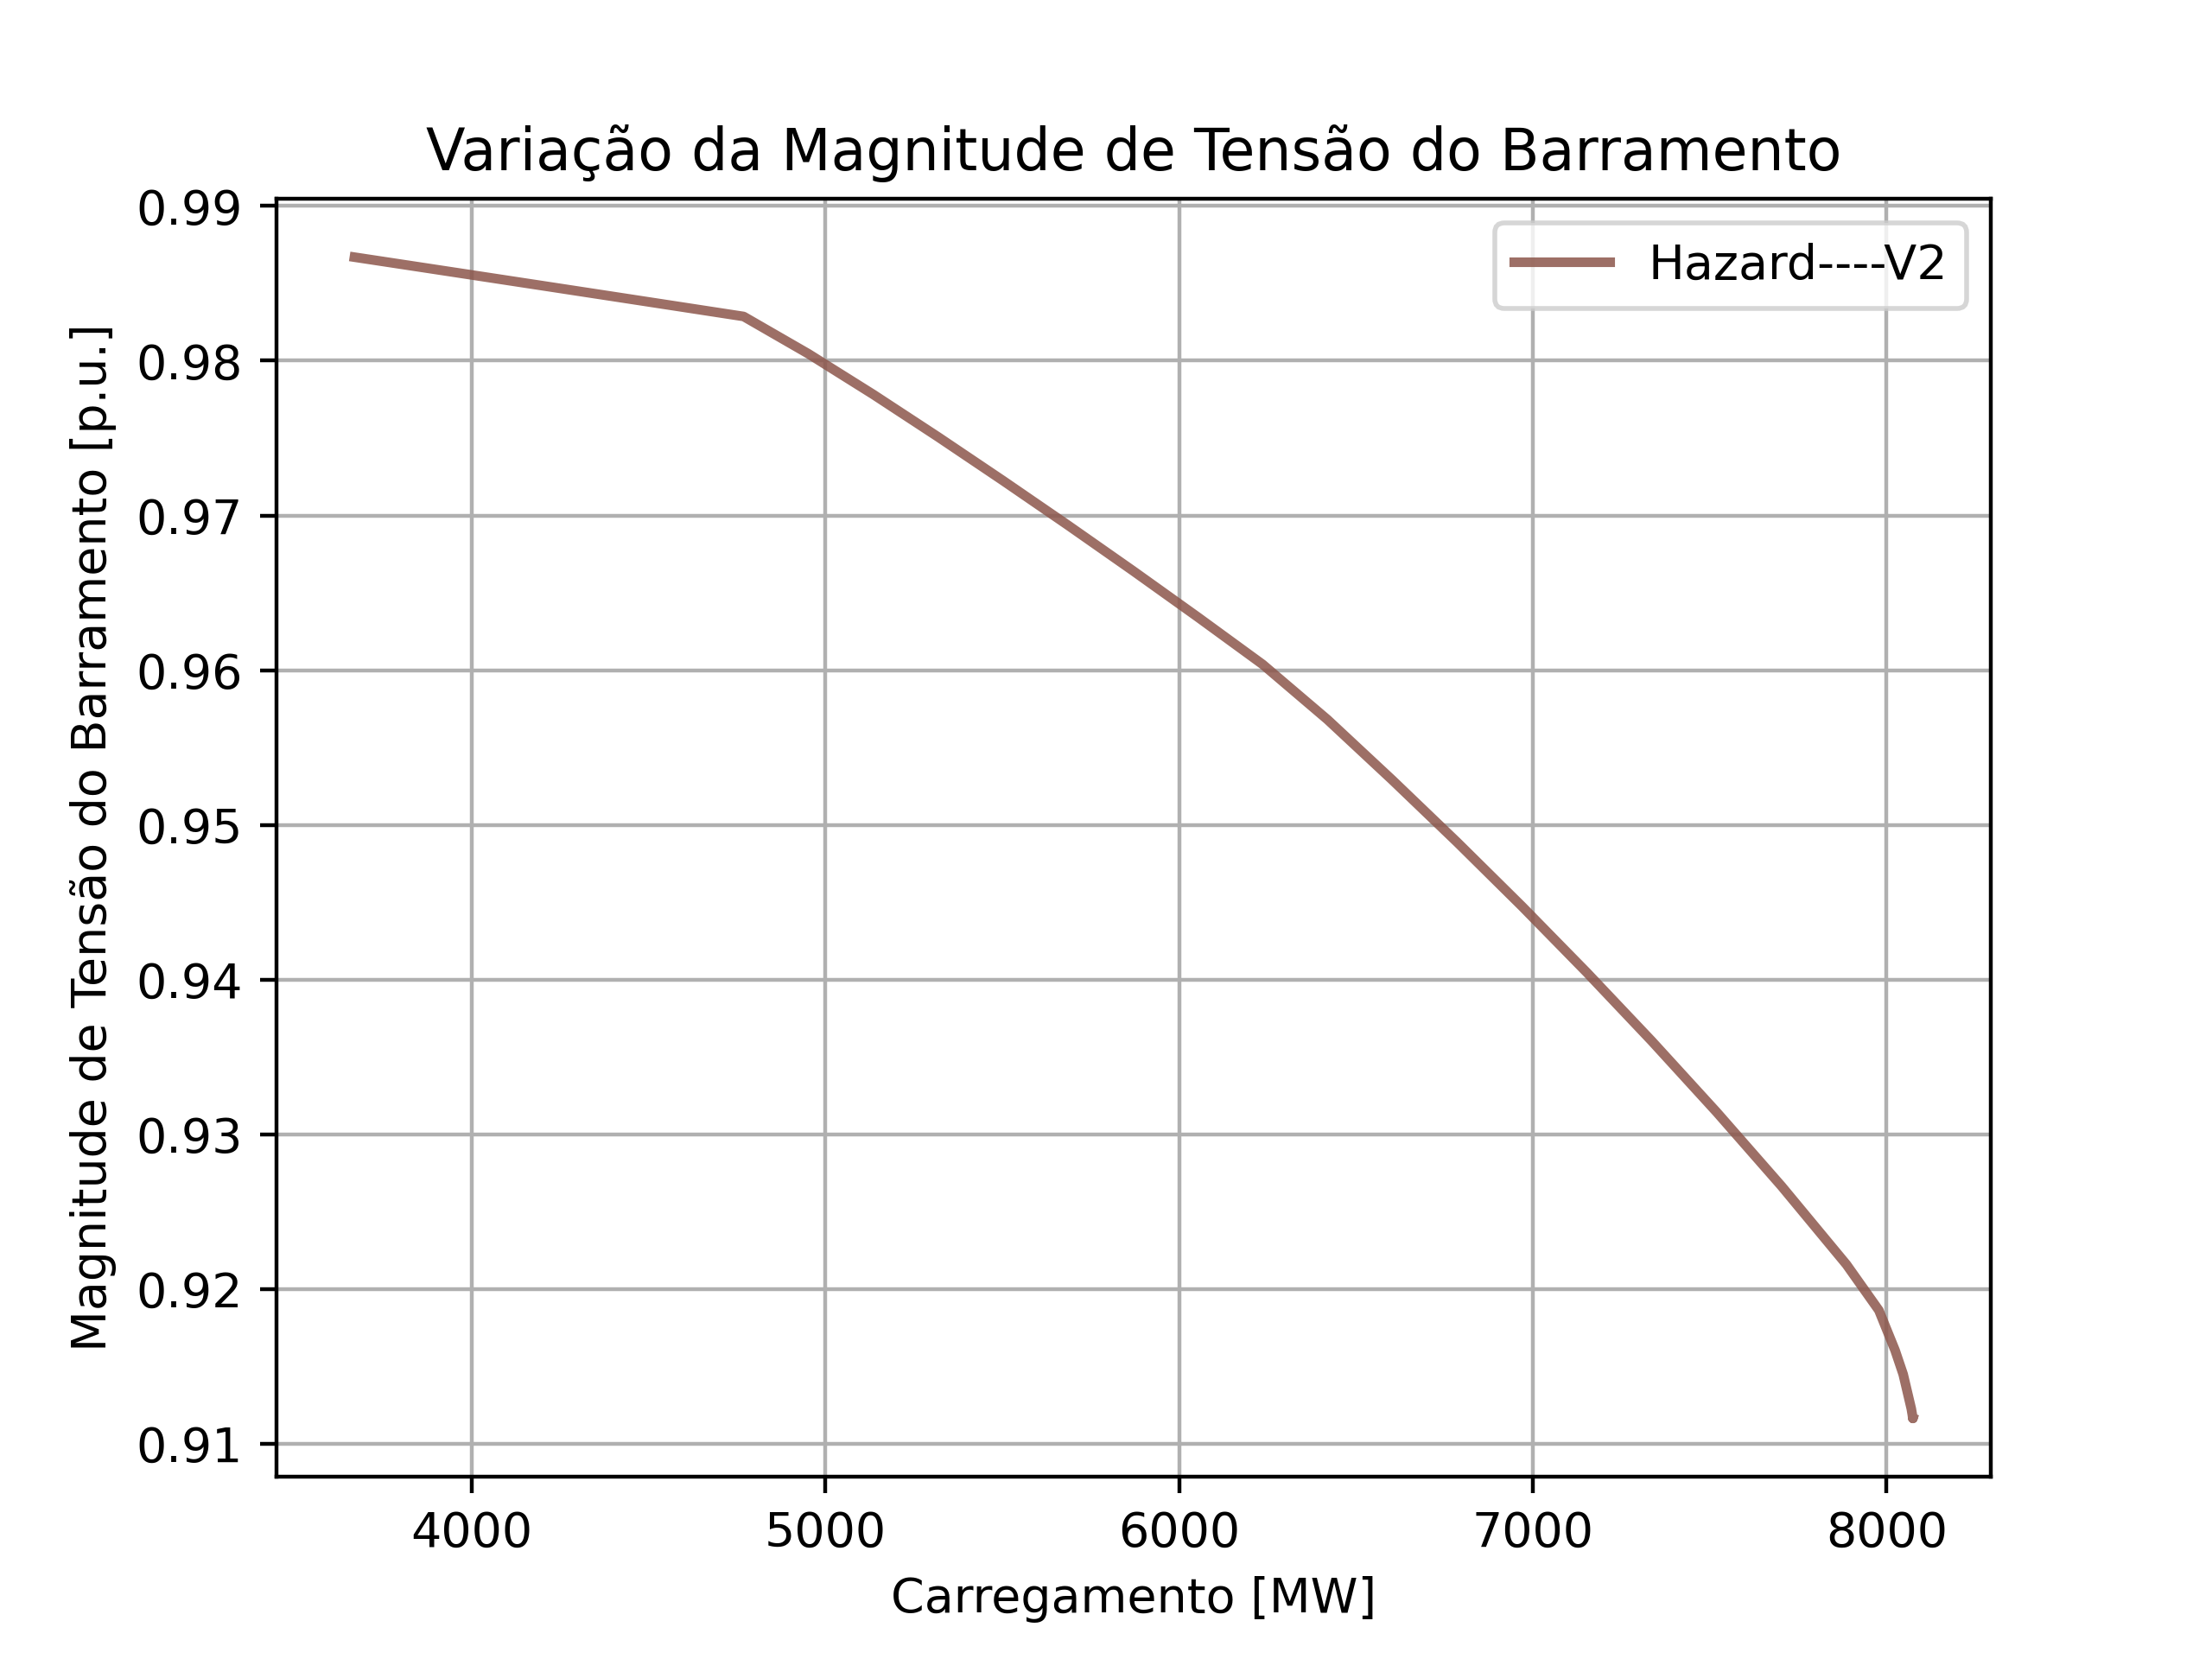 Variação da Magnitude de Tensão do Barramento
Hazard----V2
Magnitude de Tensão do Barramento [p.u.]
0.99
0.98
0.97
0.96
0.95
0.94
0.93
0.92
0.91
4000 5000 6000 7000 8000
Carregamento [MW]